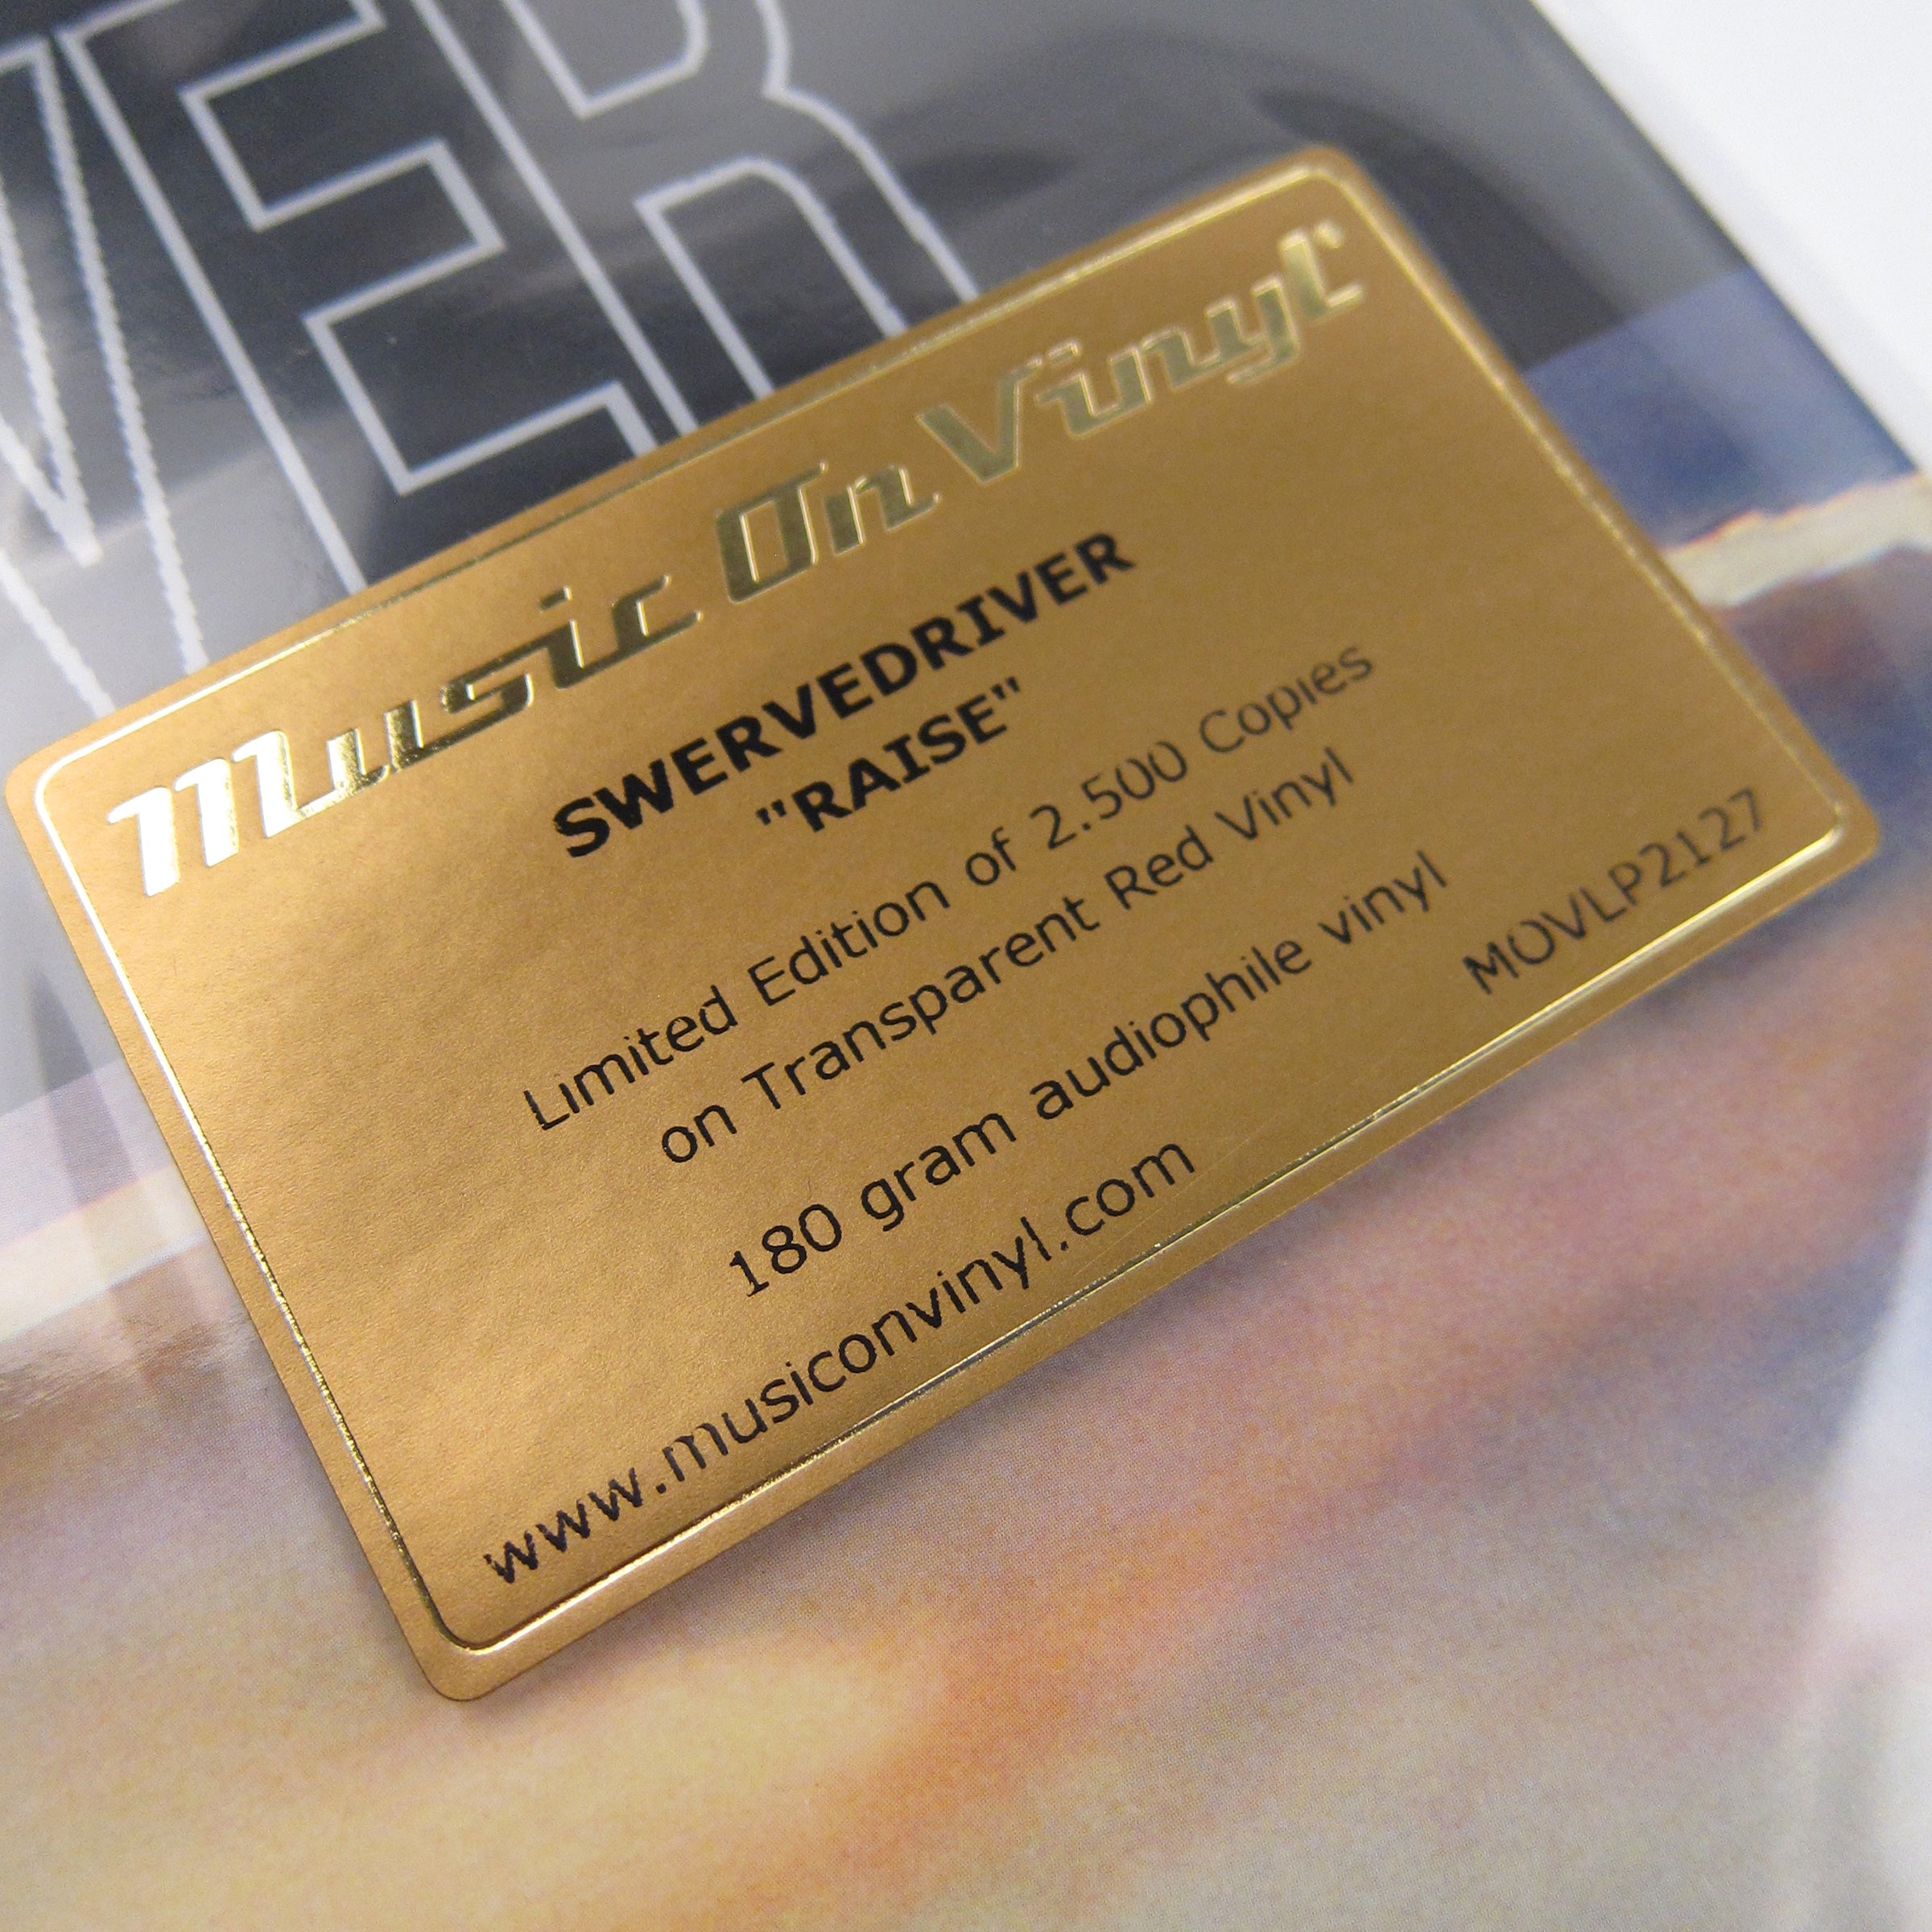 VER
Music On Vinyl
SWERVEDRIVER
"RAISE"
Limited Edition of 2.500 Copies
on Transparent Red Vinyl
180 gram audiophile vinyl
MOVLP2127
www.musiconvinyl.com